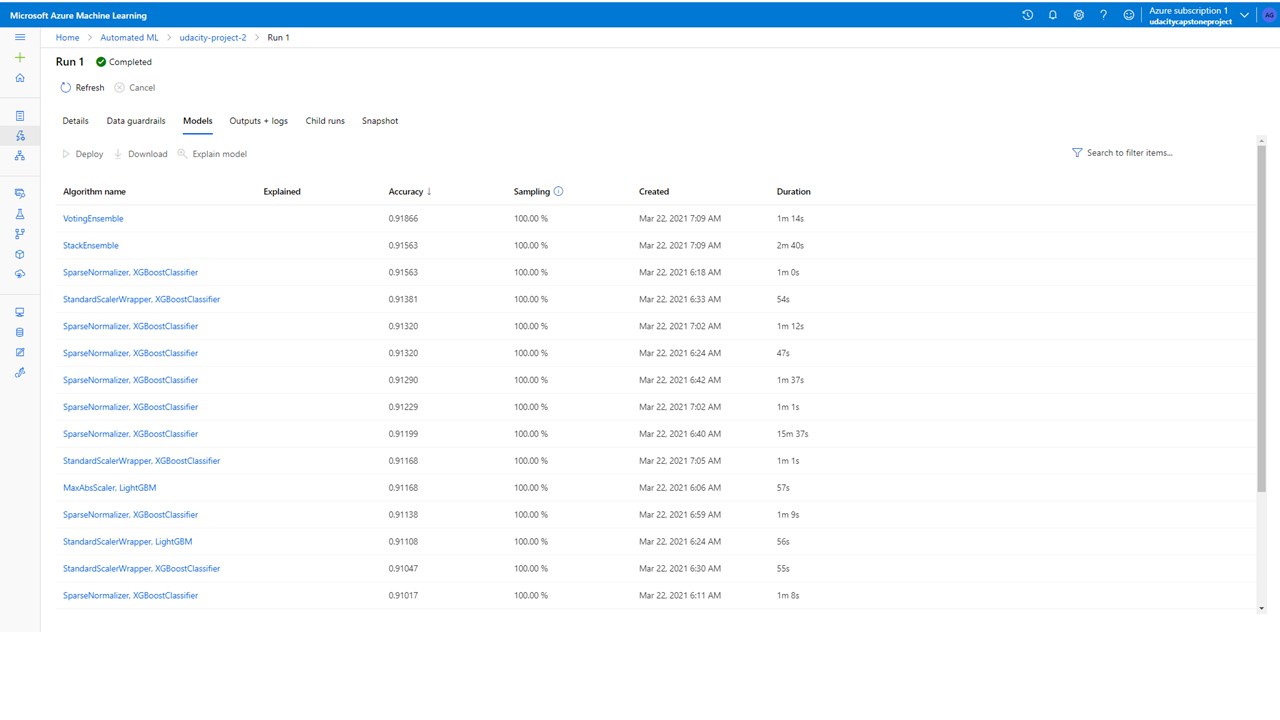 Microsoft Azure Machine Learning
Azure subscription 1
udacitycapstoneproject
AG
Home > Automated ML > udacity-project-2 > Run 1
Run 1 Completed
Refresh Cancel
Details Data guardrails Models Outputs + logs Child runs Snapshot
Deploy Download Explain model Search to filter items...
Algorithm name Explained Accuracy ↓ Sampling Created Duration
VotingEnsemble 0.91866 100.00 % Mar 22, 2021 7:09 AM 1m 14s
StackEnsemble 0.91563 100.00 % Mar 22, 2021 7:09 AM 2m 40s
SparseNormalizer, XGBoostClassifier 0.91563 100.00 % Mar 22, 2021 6:18 AM 1m 0s
StandardScalerWrapper, XGBoostClassifier 0.91381 100.00 % Mar 22, 2021 6:33 AM 54s
SparseNormalizer, XGBoostClassifier 0.91320 100.00 % Mar 22, 2021 7:02 AM 1m 12s
SparseNormalizer, XGBoostClassifier 0.91320 100.00 % Mar 22, 2021 6:24 AM 47s
SparseNormalizer, XGBoostClassifier 0.91290 100.00 % Mar 22, 2021 6:42 AM 1m 37s
SparseNormalizer, XGBoostClassifier 0.91229 100.00 % Mar 22, 2021 7:02 AM 1m 1s
SparseNormalizer, XGBoostClassifier 0.91199 100.00 % Mar 22, 2021 6:40 AM 15m 37s
StandardScalerWrapper, XGBoostClassifier 0.91168 100.00 % Mar 22, 2021 7:05 AM 1m 1s
MaxAbsScaler, LightGBM 0.91168 100.00 % Mar 22, 2021 6:06 AM 57s
SparseNormalizer, XGBoostClassifier 0.91138 100.00 % Mar 22, 2021 6:59 AM 1m 9s
StandardScalerWrapper, LightGBM 0.91108 100.00 % Mar 22, 2021 6:24 AM 56s
StandardScalerWrapper, XGBoostClassifier 0.91047 100.00 % Mar 22, 2021 6:30 AM 55s
SparseNormalizer, XGBoostClassifier 0.91017 100.00 % Mar 22, 2021 6:11 AM 1m 8s